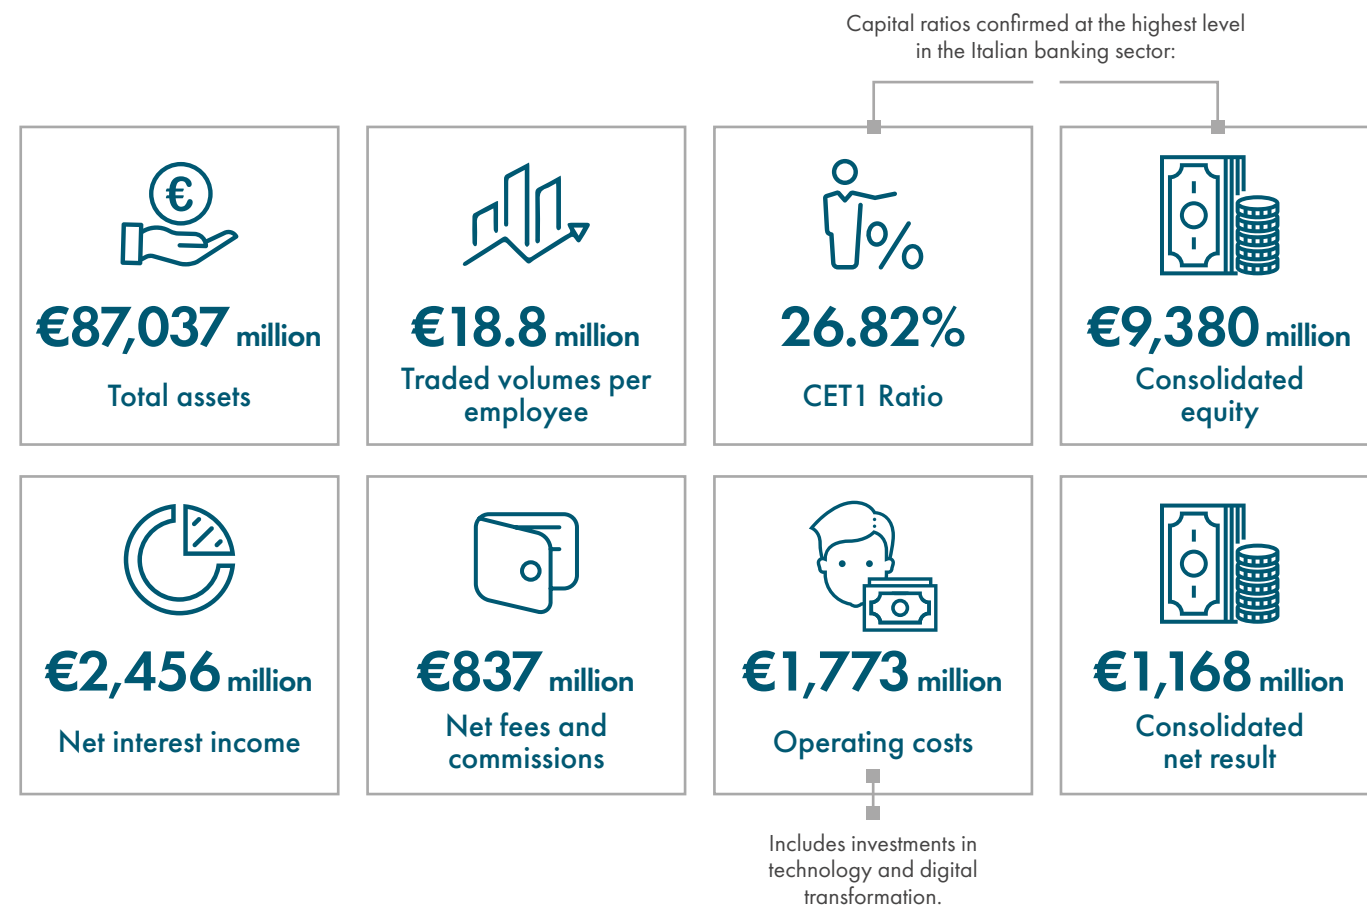 Capital ratios confirmed at the highest level
in the Italian banking sector:
€
€87,037 million
Total assets
€18.8 million
Traded volumes per
employee
%
26.82%
CET1 Ratio
€9,380 million
Consolidated
equity
€2,456 million
Net interest income
€837 million
Net fees and
commissions
€1,773 million
Operating costs
€1,168 million
Consolidated
net result
Includes investments in
technology and digital
transformation.